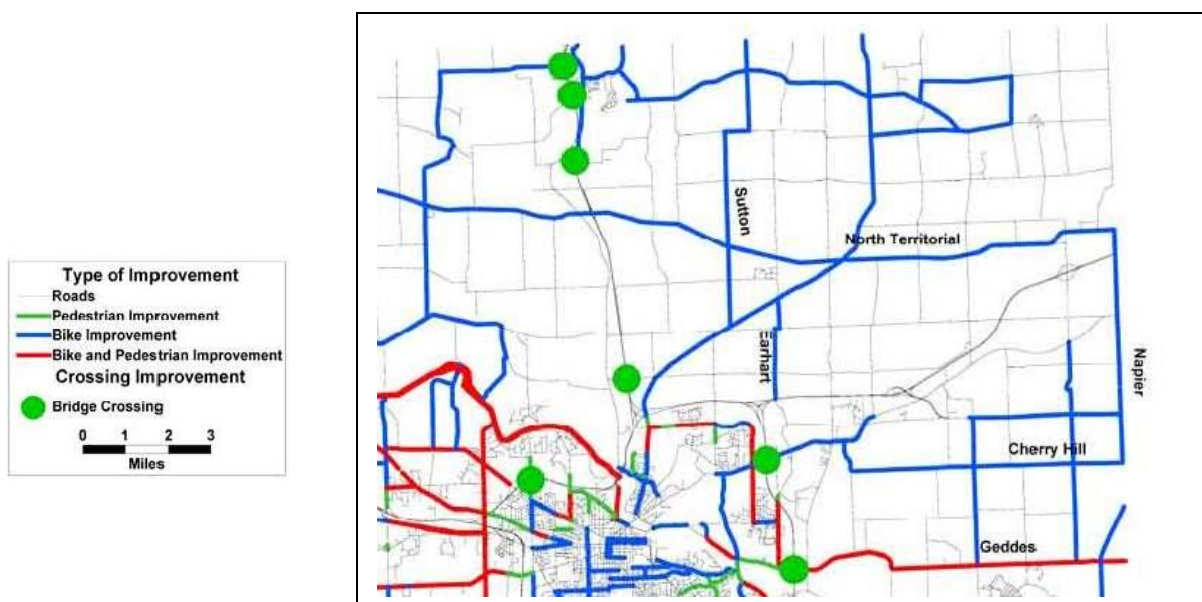 Type of Improvement
Roads
Pedestrian Improvement
Bike Improvement
Bike and Pedestrian Improvement
Crossing Improvement
Bridge Crossing
0 1 2 3
Miles
Sutton
North Territorial
Earhart
Napier
Cherry Hill
Geddes